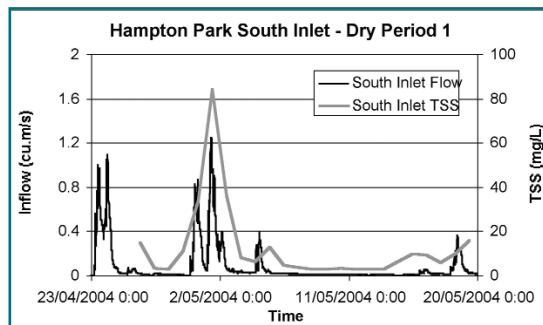 Hampton Park South Inlet - Dry Period 1
2 100
South Inlet Flow
South Inlet TSS
1.6 80
1.2 60
0.8 40
0.4 20
0 0
Inflow (cu.m/s)
TSS (mg/L)
23/04/2004 0:00 2/05/2004 0:00 11/05/2004 0:00 20/05/2004 0:00
Time